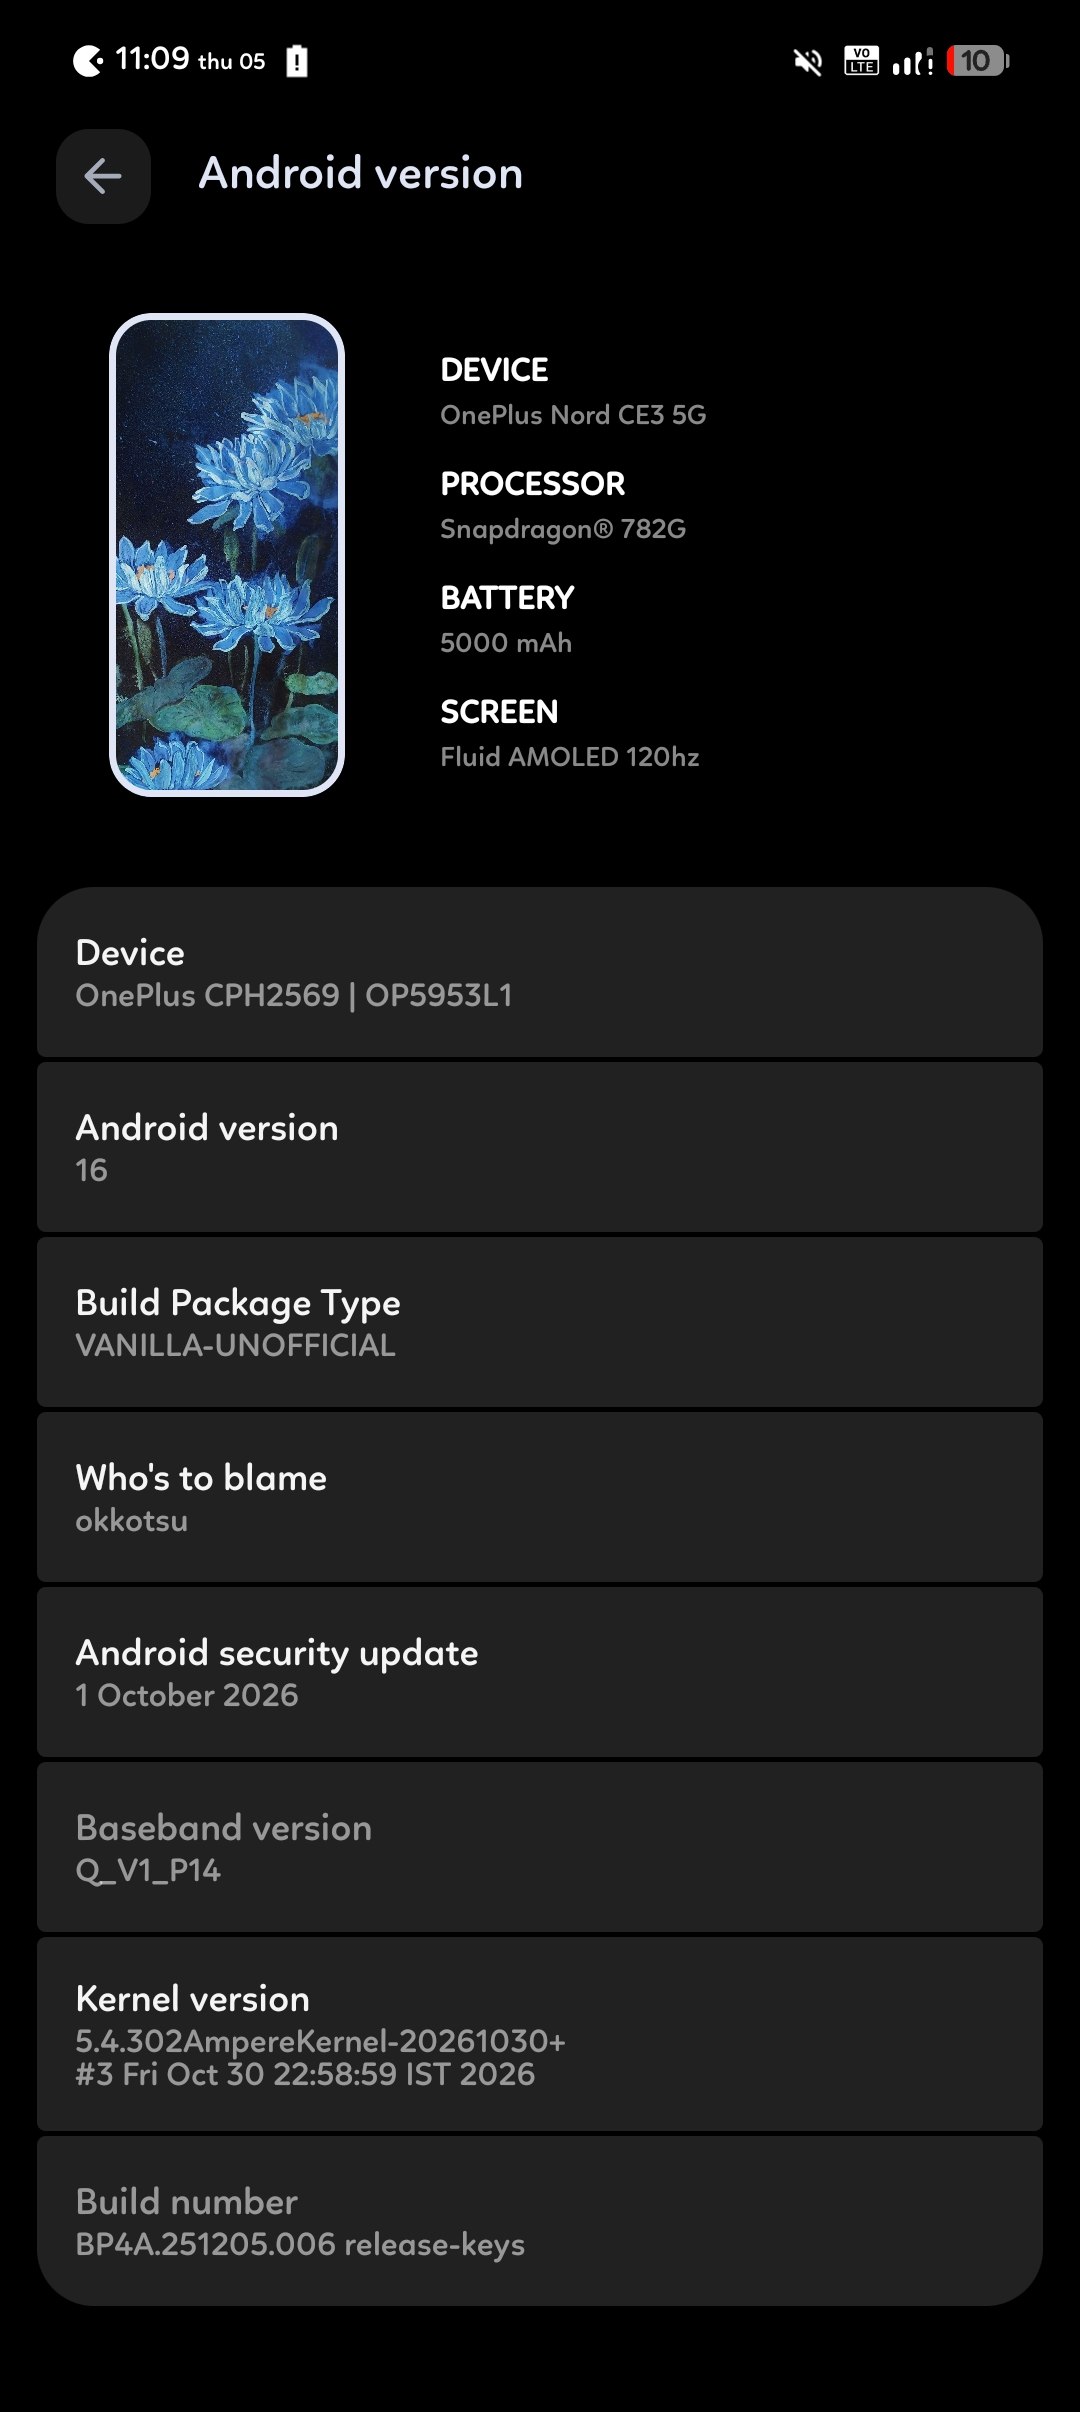 11:09 thu 05
VO
LTE
10
Android version
DEVICE
OnePlus Nord CE3 5G
PROCESSOR
Snapdragon® 782G
BATTERY
5000 mAh
SCREEN
Fluid AMOLED 120hz
Device
OnePlus CPH2569 | OP5953L1
Android version
16
Build Package Type
VANILLA-UNOFFICIAL
Who's to blame
okkotsu
Android security update
1 October 2026
Baseband version
Q_V1_P14
Kernel version
5.4.302AmpereKernel-20261030+
#3 Fri Oct 30 22:58:59 IST 2026
Build number
BP4A.251205.006 release-keys